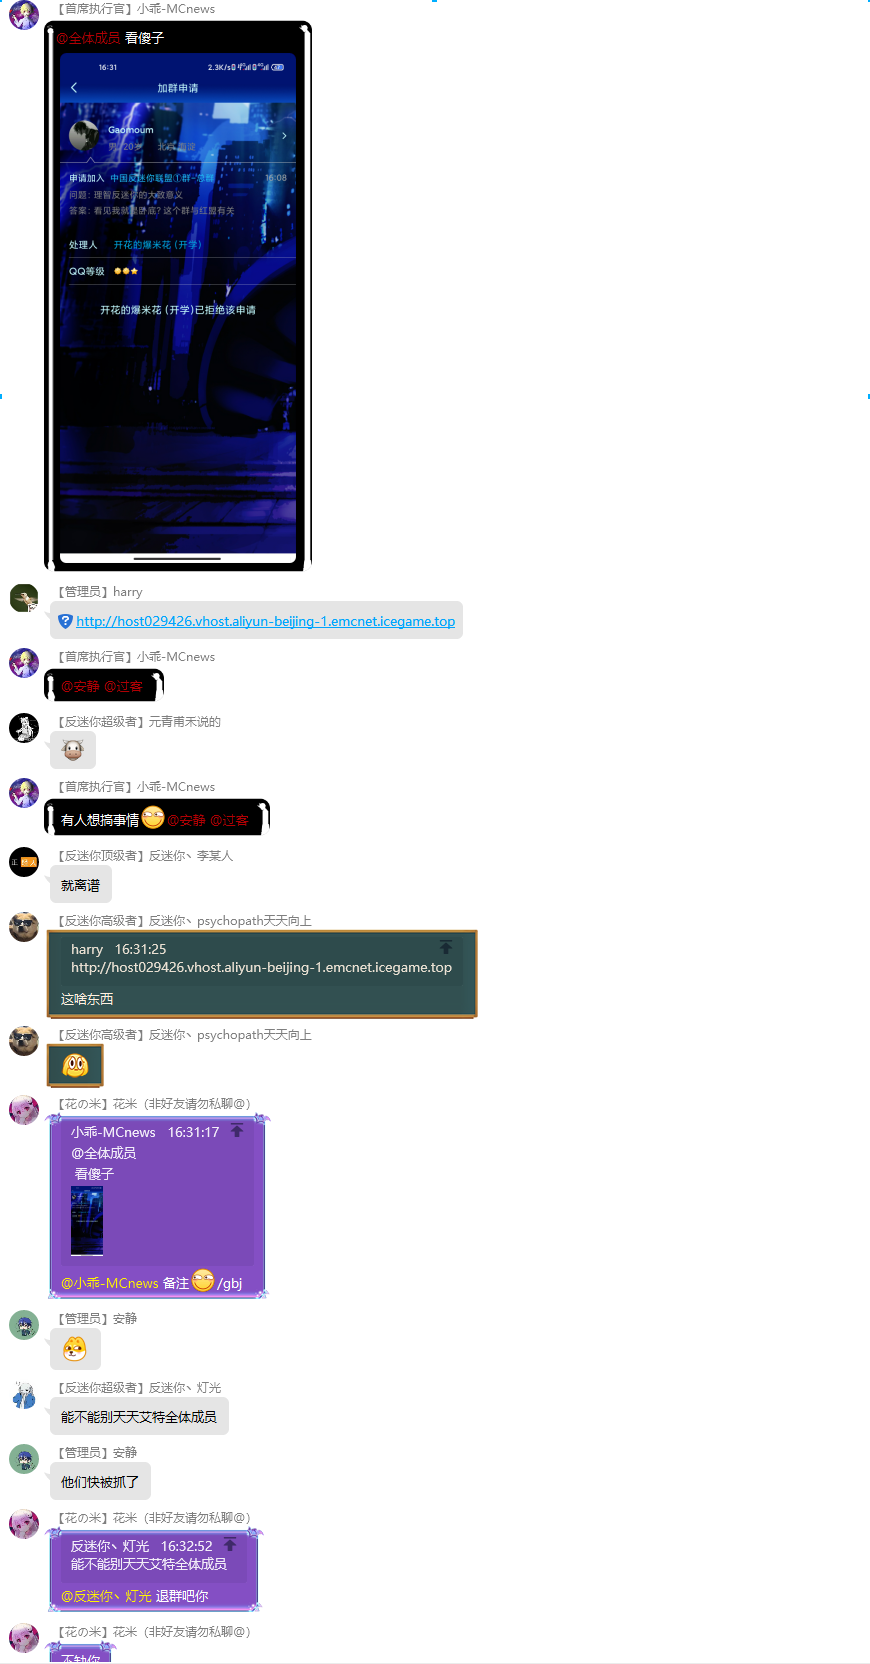 【首席执行官】小乖-MCnews
@全体成员 看傻子
16:31
2.3K/s
加群申请
Gaomoum
男 20岁 北京 海淀
申请加入 中国反迷你联盟①群-总群
16:08
问题: 理智反迷你的大致意义
答案: 看见我就是卧底? 这个群与红盟有关
处理人 开花的爆米花 (开学)
QQ等级
开花的爆米花 (开学)已拒绝该申请
【管理员】harry
http://host029426.vhost.aliyun-beijing-1.emcnet.icegame.top
【首席执行官】小乖-MCnews
@安静 @过客
【反迷你超级者】元青甫禾说的
【首席执行官】小乖-MCnews
有人想搞事情 @安静 @过客
【反迷你顶级者】反迷你丶李某人
就离谱
【反迷你高级者】反迷你丶psychopath天天向上
harry 16:31:25
http://host029426.vhost.aliyun-beijing-1.emcnet.icegame.top
这啥东西
【反迷你高级者】反迷你丶psychopath天天向上
【花の米】花米（非好友请勿私聊@）
小乖-MCnews 16:31:17
@全体成员
看傻子
@小乖-MCnews 备注 /gbj
【管理员】安静
【反迷你超级者】反迷你丶灯光
能不能别天天艾特全体成员
【管理员】安静
他们快被抓了
【花の米】花米（非好友请勿私聊@）
反迷你丶灯光 16:32:52
能不能别天天艾特全体成员
@反迷你丶灯光 退群吧你
【花の米】花米（非好友请勿私聊@）
不缺你